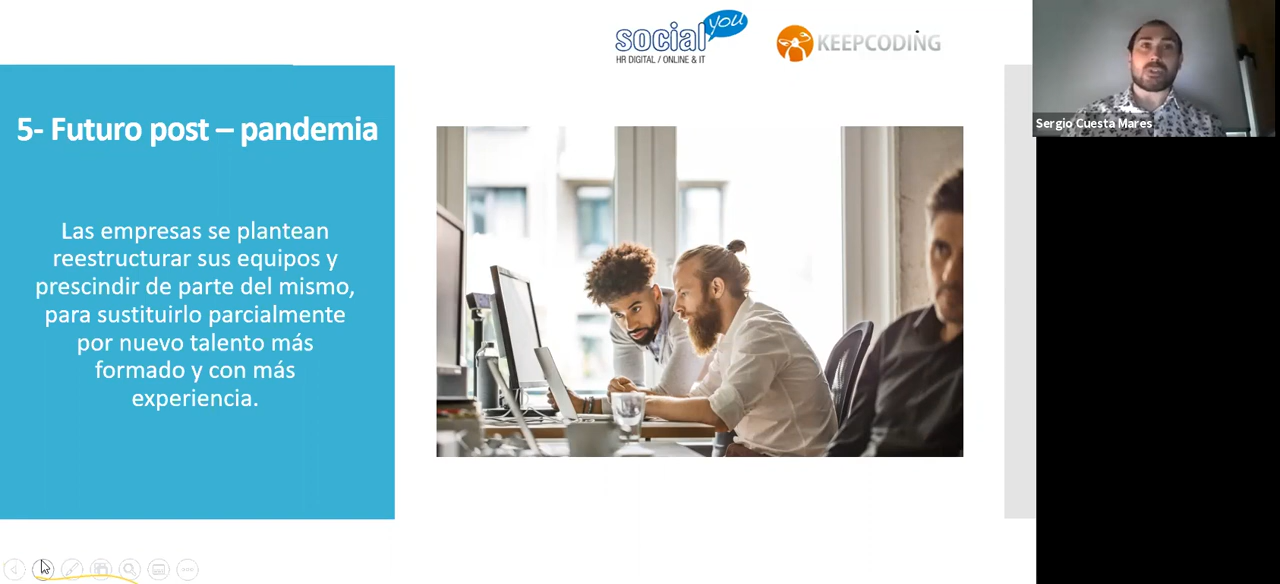 social you
HR DIGITAL / ONLINE & IT
KEEPCODING
Sergio Cuesta Mares
5- Futuro post – pandemia
Las empresas se plantean
reestructurar sus equipos y
prescindir de parte del mismo,
para sustituirlo parcialmente
por nuevo talento más
formado y con más
experiencia.